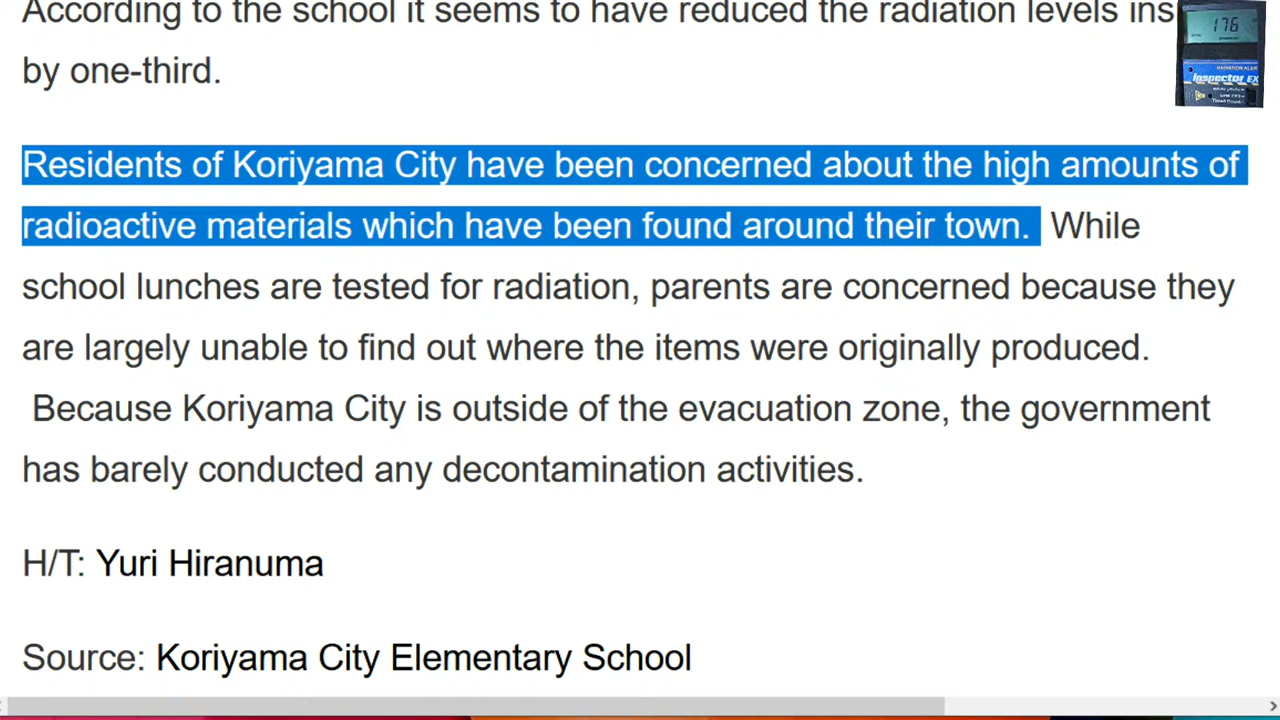 According to the school it seems to have reduced the radiation levels ins
by one-third.
Residents of Koriyama City have been concerned about the high amounts of
radioactive materials which have been found around their town. While
school lunches are tested for radiation, parents are concerned because they
are largely unable to find out where the items were originally produced.
Because Koriyama City is outside of the evacuation zone, the government
has barely conducted any decontamination activities.
H/T: Yuri Hiranuma
Source: Koriyama City Elementary School
176
RADIATION ALER
Inspector EX